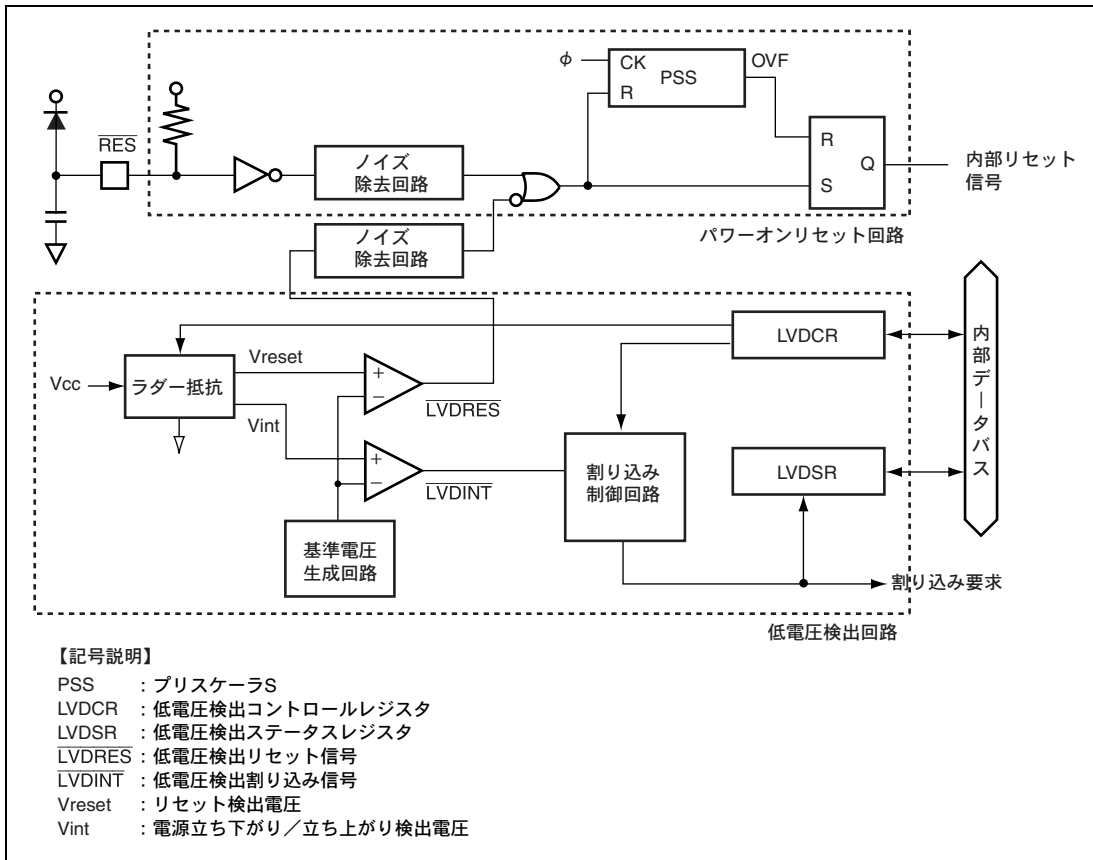 φ
CK
PSS
R
OVF
RES
ノイズ
除去回路
R
Q
S
内部リセット
信号
パワーオンリセット回路
ノイズ
除去回路
Vcc
ラダー抵抗
Vreset
Vint
+
−
LVDRES
+
−
LVDINT
基準電圧
生成回路
割り込み
制御回路
LVDCR
LVDSR
内部データバス
割り込み要求
低電圧検出回路
【記号説明】
PSS : プリスケーラS
LVDCR : 低電圧検出コントロールレジスタ
LVDSR : 低電圧検出ステータスレジスタ
LVDRES : 低電圧検出リセット信号
LVDINT : 低電圧検出割り込み信号
Vreset : リセット検出電圧
Vint : 電源立ち下がり／立ち上がり検出電圧